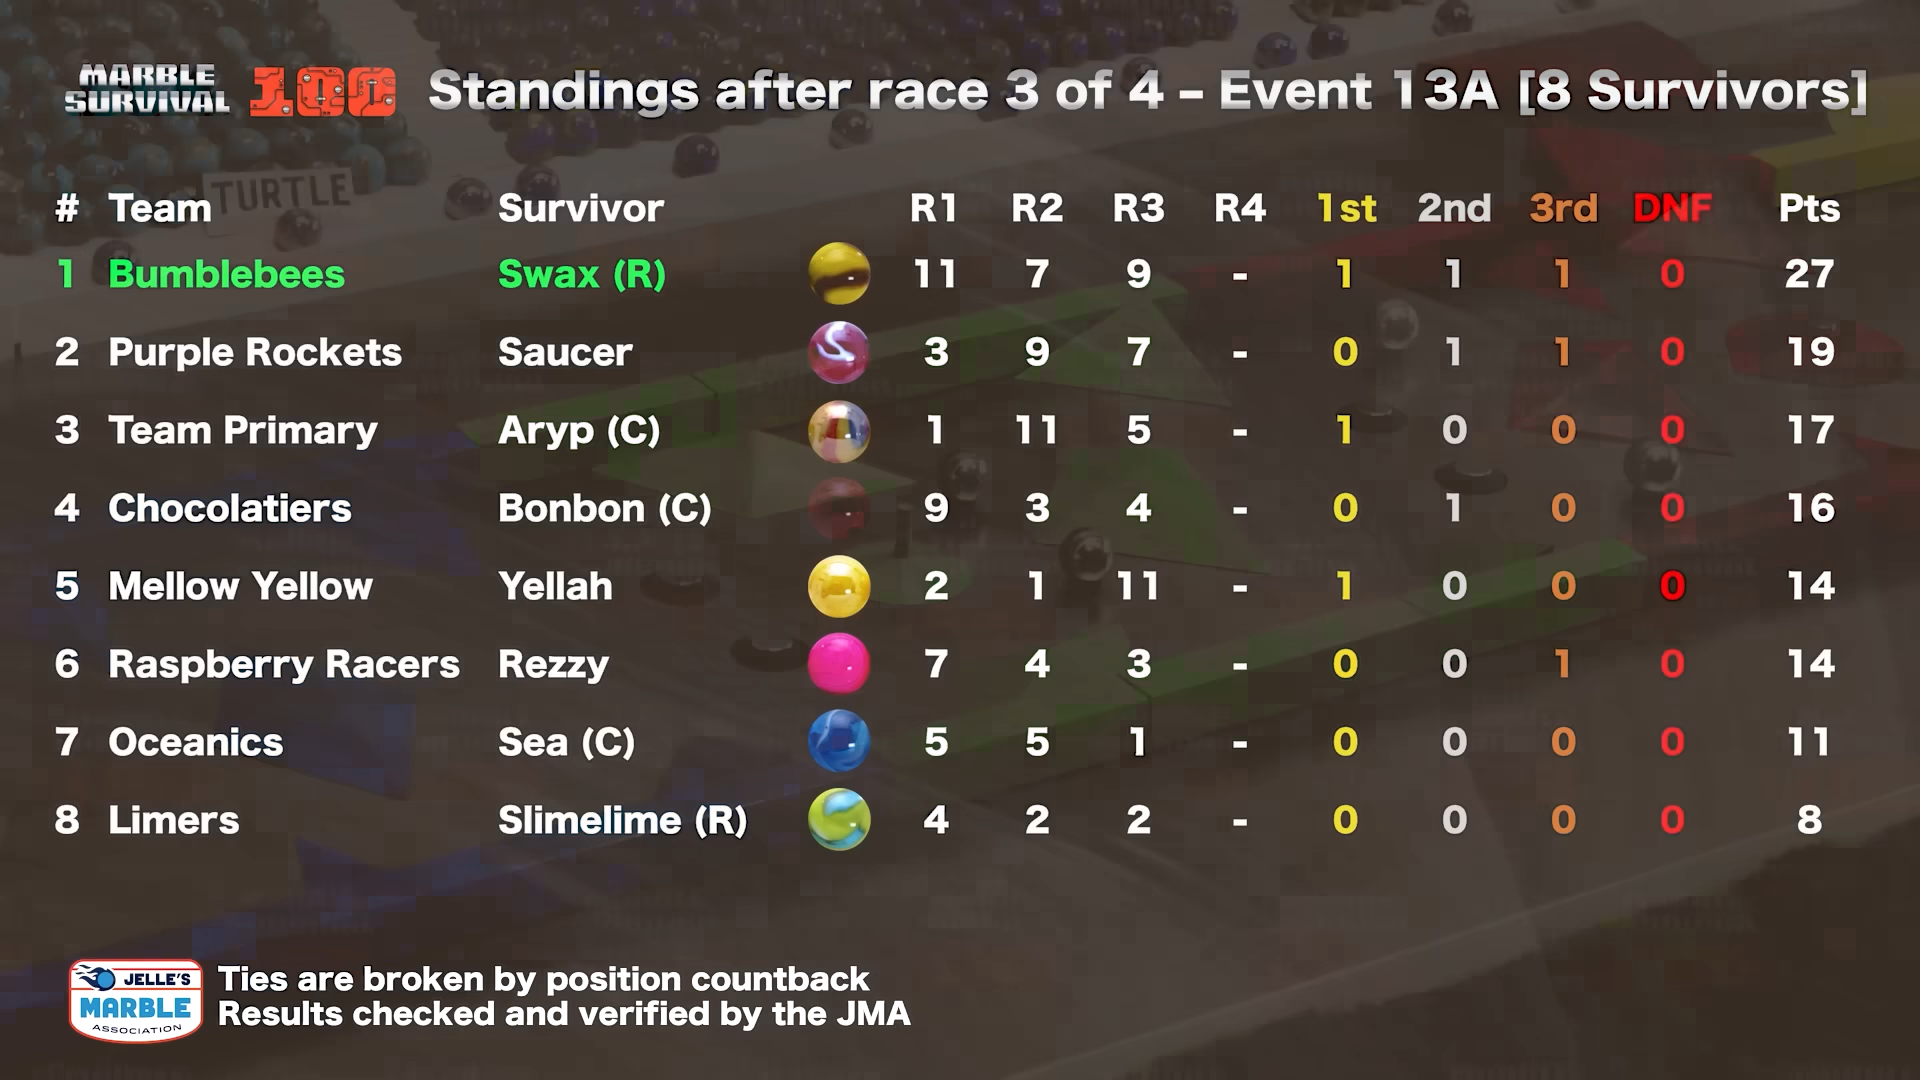 MARBLE SURVIVAL 100 Standings after race 3 of 4 – Event 13A [8 Survivors]
TURTLE
# Team Survivor R1 R2 R3 R4 1st 2nd 3rd DNF Pts
1 Bumblebees Swax (R) 11 7 9 - 1 1 1 0 27
2 Purple Rockets Saucer 3 9 7 - 0 1 1 0 19
3 Team Primary Aryp (C) 1 11 5 - 1 0 0 0 17
4 Chocolatiers Bonbon (C) 9 3 4 - 0 1 0 0 16
5 Mellow Yellow Yellah 2 1 11 - 1 0 0 0 14
6 Raspberry Racers Rezzy 7 4 3 - 0 0 1 0 14
7 Oceanics Sea (C) 5 5 1 - 0 0 0 0 11
8 Limers Slimelime (R) 4 2 2 - 0 0 0 0 8
JELLE'S MARBLE ASSOCIATION
Ties are broken by position countback
Results checked and verified by the JMA